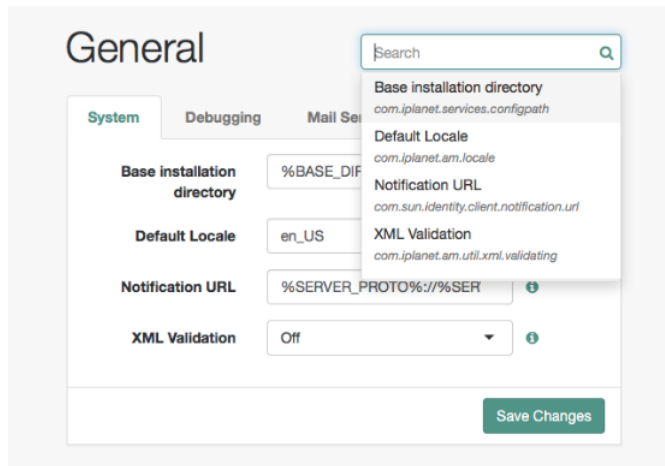 General
Search
Base installation directory
com.iplanet.services.configpath
Default Locale
com.iplanet.am.locale
Notification URL
com.sun.identity.client.notification.url
XML Validation
com.iplanet.am.util.xml.validating
System Debugging Mail
Base installation
directory
Default Locale en_US
Notification URL %SERVER_PROTO%://%SER
XML Validation Off
Save Changes